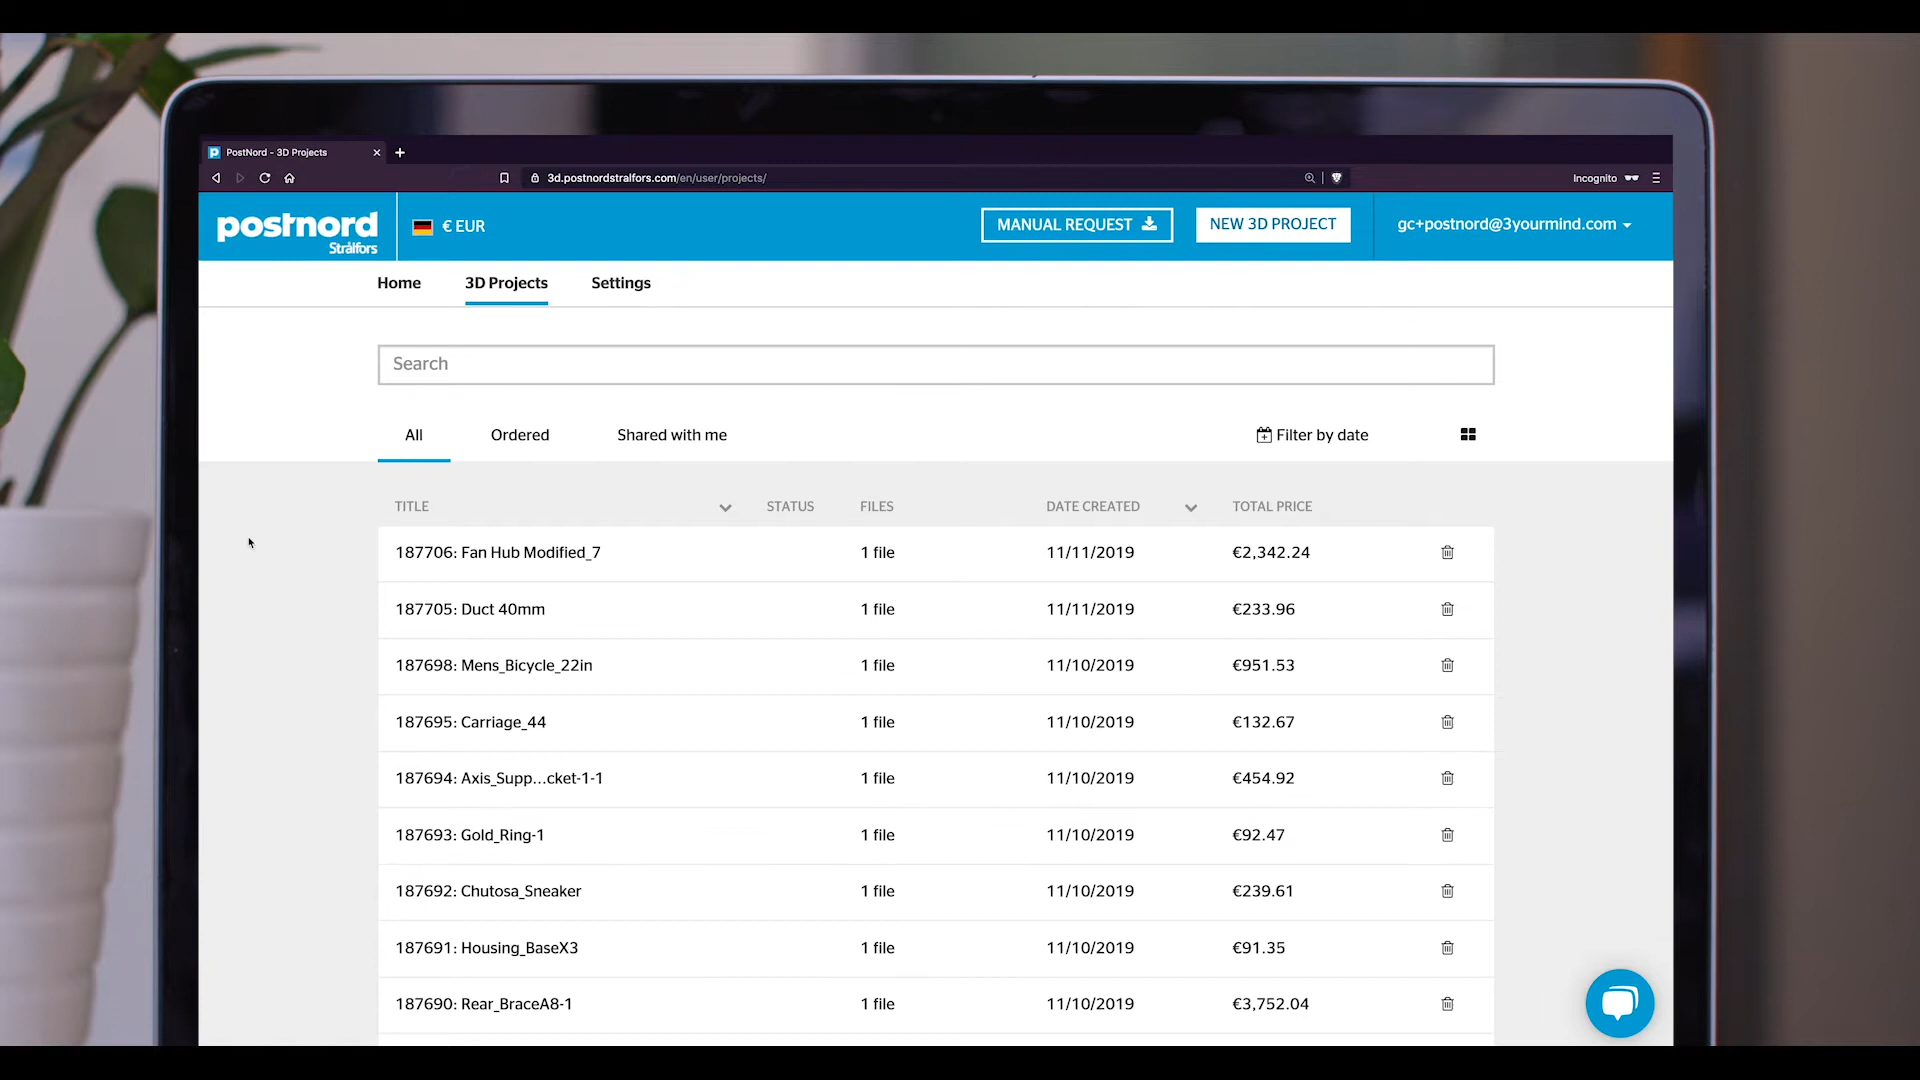 PostNord - 3D Projects
3d.postnordstralfors.com/en/user/projects/
Incognito
postnord
Strålfors
€ EUR
MANUAL REQUEST
NEW 3D PROJECT
gc+postnord@3yourmind.com
Home
3D Projects
Settings
Search
All
Ordered
Shared with me
Filter by date
TITLE STATUS FILES DATE CREATED TOTAL PRICE
187706: Fan Hub Modified_7 1 file 11/11/2019 €2,342.24
187705: Duct 40mm 1 file 11/11/2019 €233.96
187698: Mens_Bicycle_22in 1 file 11/10/2019 €951.53
187695: Carriage_44 1 file 11/10/2019 €132.67
187694: Axis_Supp...cket-1-1 1 file 11/10/2019 €454.92
187693: Gold_Ring-1 1 file 11/10/2019 €92.47
187692: Chutosa_Sneaker 1 file 11/10/2019 €239.61
187691: Housing_BaseX3 1 file 11/10/2019 €91.35
187690: Rear_BraceA8-1 1 file 11/10/2019 €3,752.04